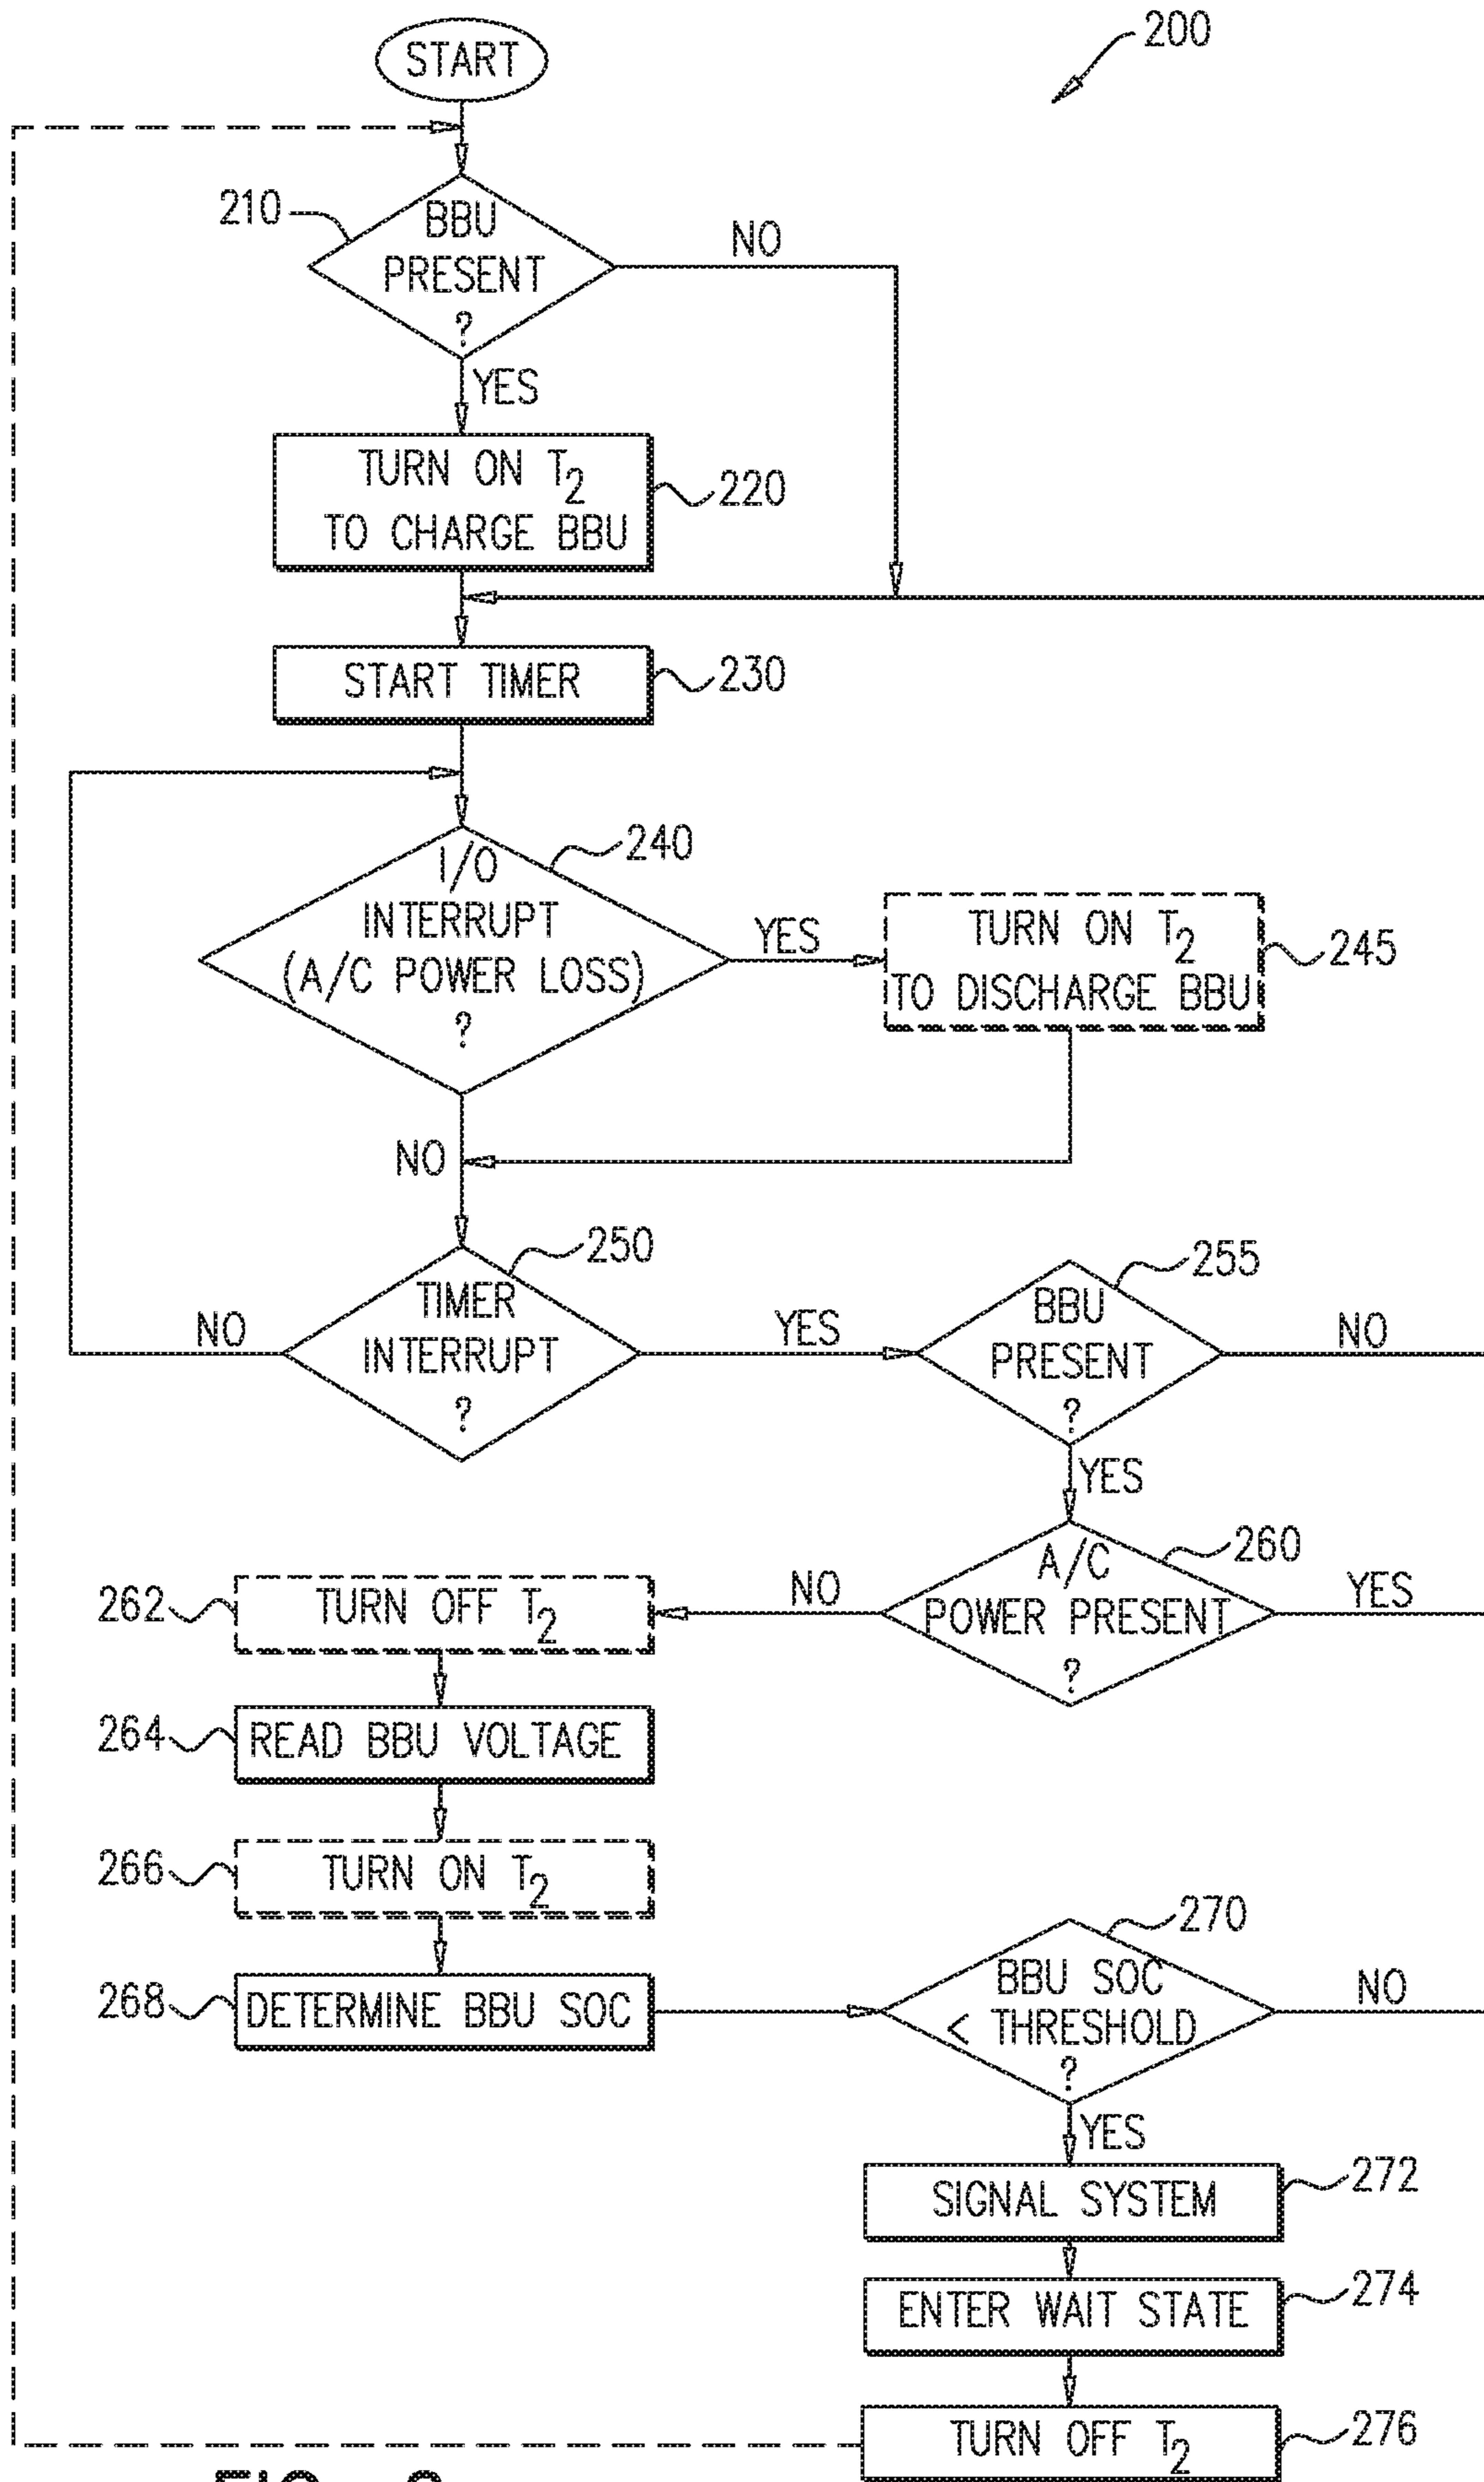 200
START
210
BBU
PRESENT
?
NO
YES
TURN ON T2
TO CHARGE BBU
220
START TIMER
230
I/O
INTERRUPT
(A/C POWER LOSS)
?
240
YES
TURN ON T2
TO DISCHARGE BBU
245
NO
TIMER
INTERRUPT
?
250
NO
YES
BBU
PRESENT
?
255
NO
YES
A/C
POWER PRESENT
?
260
YES
NO
262
TURN OFF T2
264
READ BBU VOLTAGE
266
TURN ON T2
268
DETERMINE BBU SOC
BBU SOC
< THRESHOLD
?
270
NO
YES
SIGNAL SYSTEM
272
ENTER WAIT STATE
274
TURN OFF T2
276